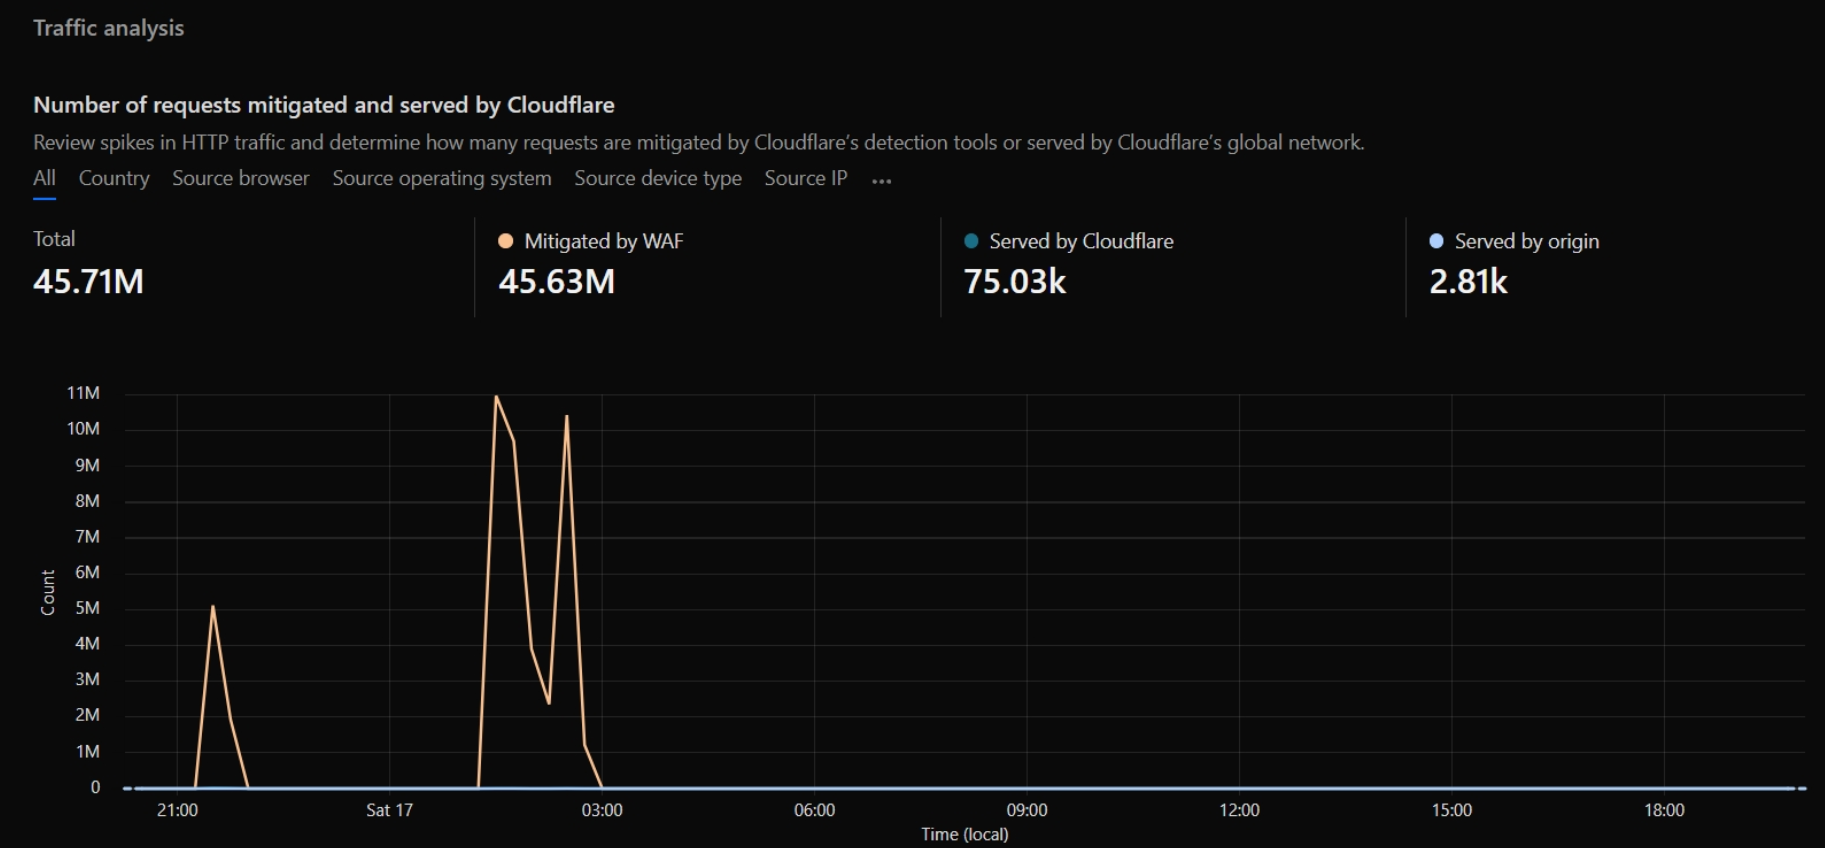 Traffic analysis
Number of requests mitigated and served by Cloudflare
Review spikes in HTTP traffic and determine how many requests are mitigated by Cloudflare’s detection tools or served by Cloudflare’s global network.
All Country Source browser Source operating system Source device type Source IP •••
Total
45.71M
Mitigated by WAF
45.63M
Served by Cloudflare
75.03k
Served by origin
2.81k
11M
10M
9M
8M
7M
6M
5M
4M
3M
2M
1M
0
Count
21:00 Sat 17 03:00 06:00 09:00 12:00 15:00 18:00
Time (local)